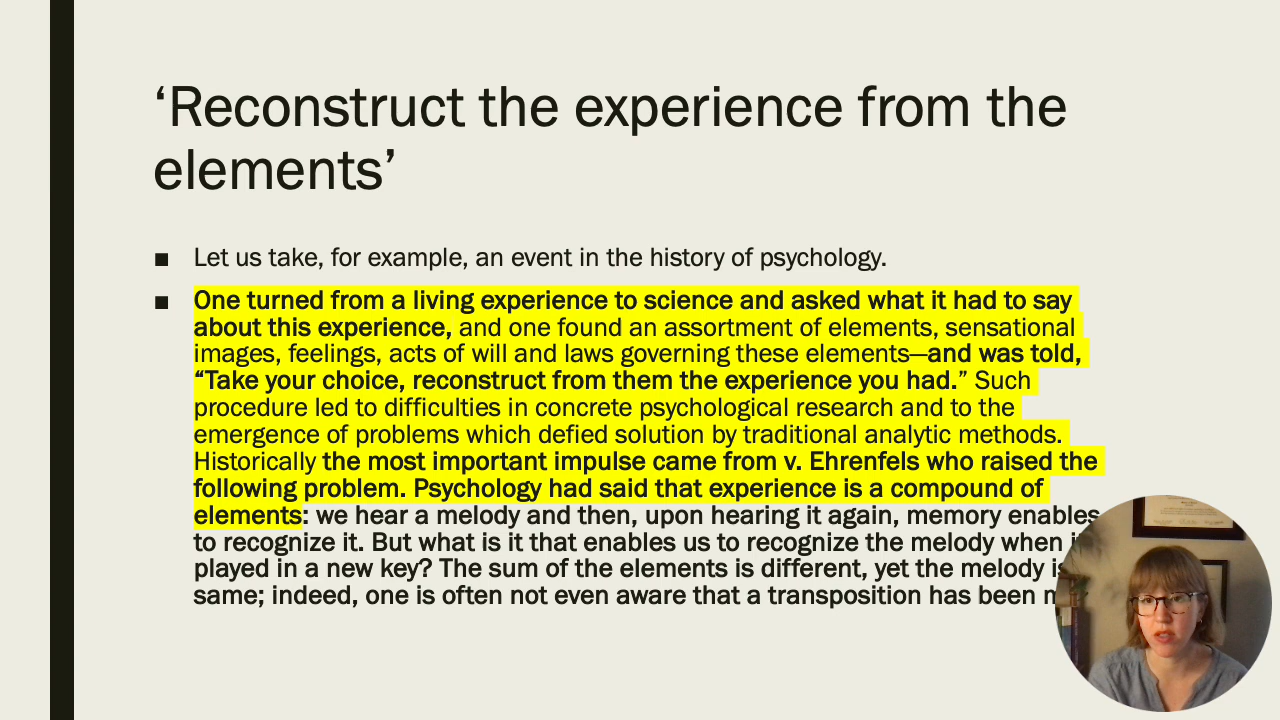 ‘Reconstruct the experience from the
elements’
■ Let us take, for example, an event in the history of psychology.
■ One turned from a living experience to science and asked what it had to say
about this experience, and one found an assortment of elements, sensational
images, feelings, acts of will and laws governing these elements—and was told,
“Take your choice, reconstruct from them the experience you had.” Such
procedure led to difficulties in concrete psychological research and to the
emergence of problems which defied solution by traditional analytic methods.
Historically the most important impulse came from v. Ehrenfels who raised the
following problem. Psychology had said that experience is a compound of
elements: we hear a melody and then, upon hearing it again, memory enables
to recognize it. But what is it that enables us to recognize the melody when
played in a new key? The sum of the elements is different, yet the melody
same; indeed, one is often not even aware that a transposition has been